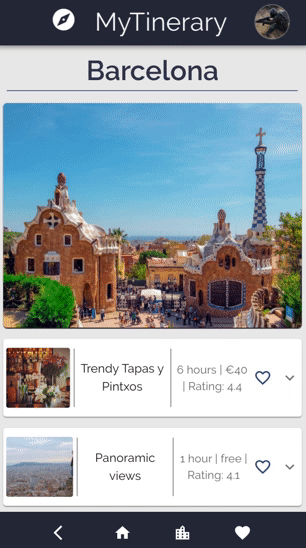 MyTinerary
Barcelona
Trendy Tapas y
Pintxos
6 hours | €40
| Rating: 4.4
Panoramic
views
1 hour | free |
Rating: 4.1